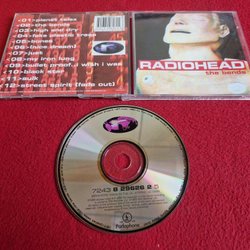 <01>planet telex
<02>the bends
<03>high and dry
<04>fake plastic trees
<05>bones
<06>(nice dream)
<07>just
<08>my iron lung
<09>bullet proof..i wish i was
<10>black star
<11>sulk
<12>street spirit (fade out)
RADIOHEAD
the bends
7243 8 29626 2 5
Parlophone